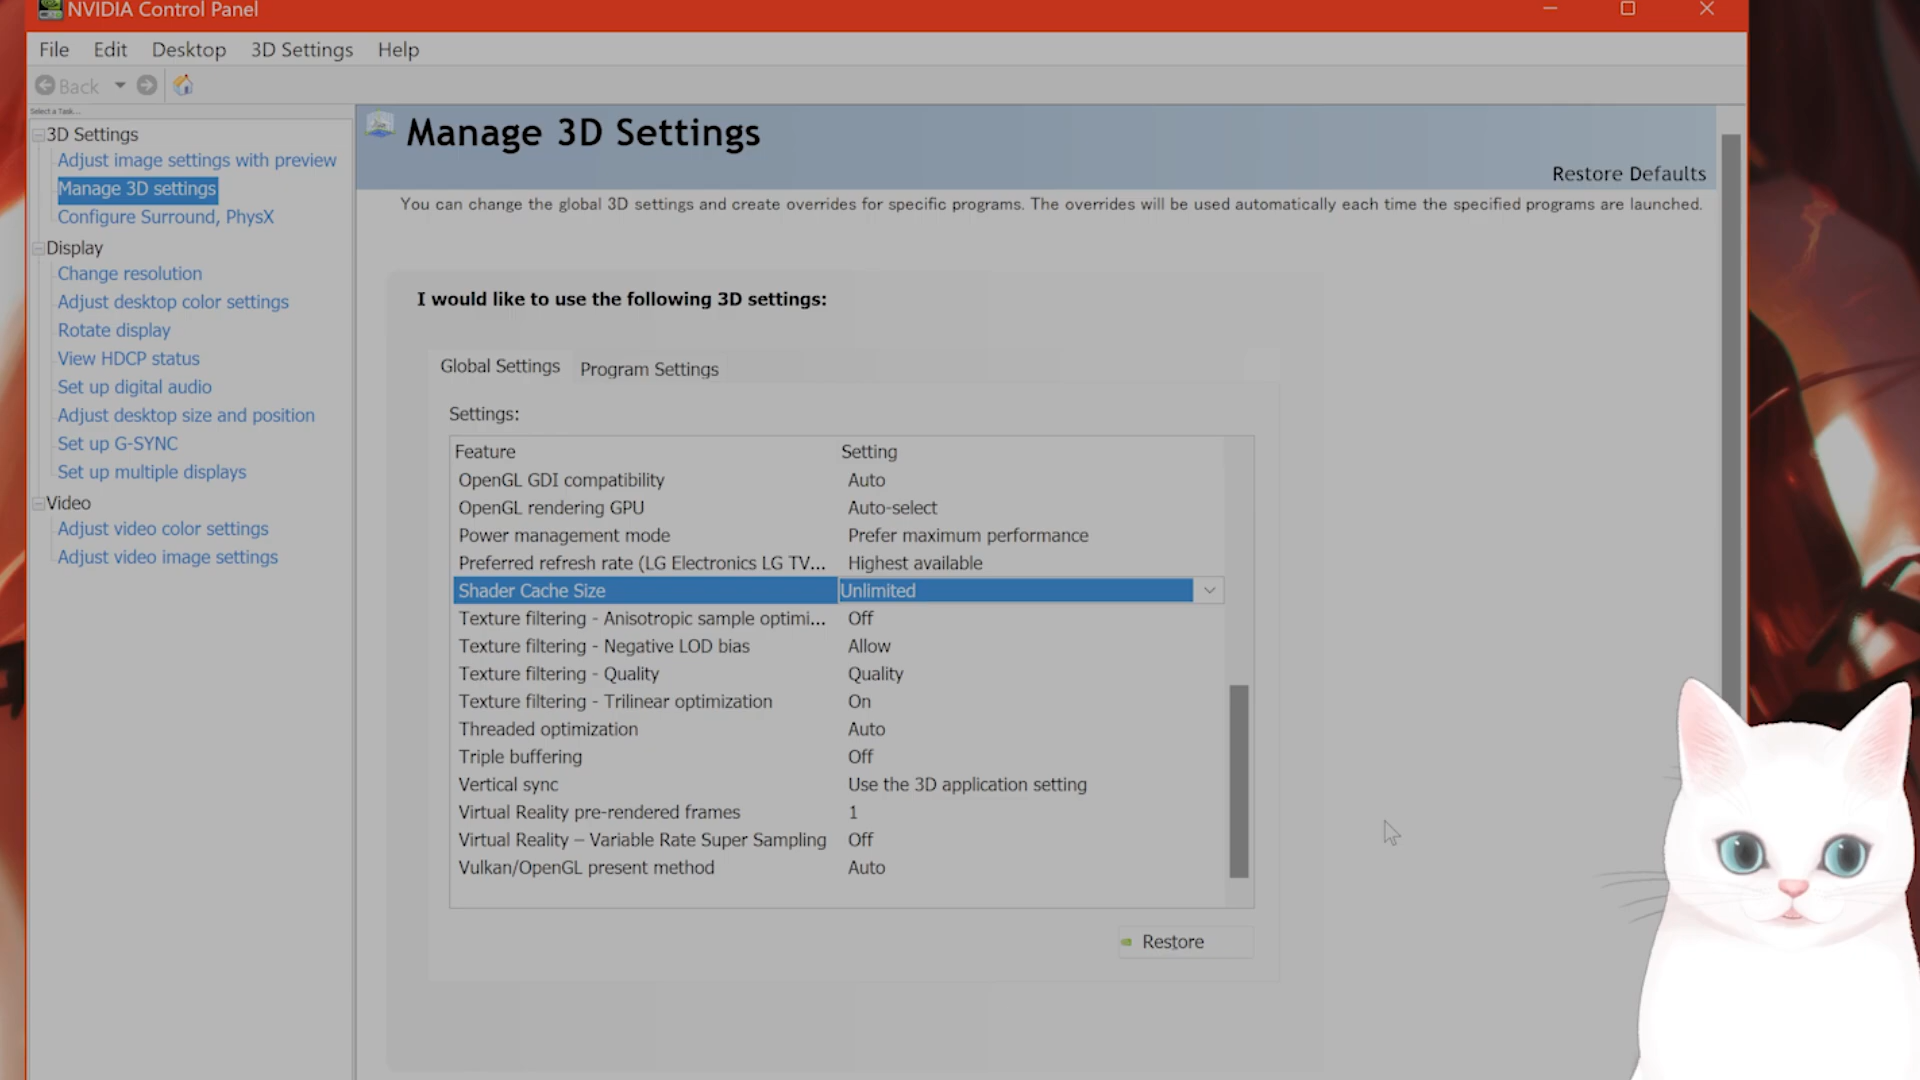 NVIDIA Control Panel
File Edit Desktop 3D Settings Help
Back
Select a Task...
3D Settings
Adjust image settings with preview
Manage 3D settings
Configure Surround, PhysX
Display
Change resolution
Adjust desktop color settings
Rotate display
View HDCP status
Set up digital audio
Adjust desktop size and position
Set up G-SYNC
Set up multiple displays
Video
Adjust video color settings
Adjust video image settings
Manage 3D Settings
Restore Defaults
You can change the global 3D settings and create overrides for specific programs. The overrides will be used automatically each time the specified programs are launched.
I would like to use the following 3D settings:
Global Settings Program Settings
Settings:
Feature Setting
OpenGL GDI compatibility Auto
OpenGL rendering GPU Auto-select
Power management mode Prefer maximum performance
Preferred refresh rate (LG Electronics LG TV... Highest available
Shader Cache Size Unlimited
Texture filtering - Anisotropic sample optimi... Off
Texture filtering - Negative LOD bias Allow
Texture filtering - Quality Quality
Texture filtering - Trilinear optimization On
Threaded optimization Auto
Triple buffering Off
Vertical sync Use the 3D application setting
Virtual Reality pre-rendered frames 1
Virtual Reality – Variable Rate Super Sampling Off
Vulkan/OpenGL present method Auto
Restore